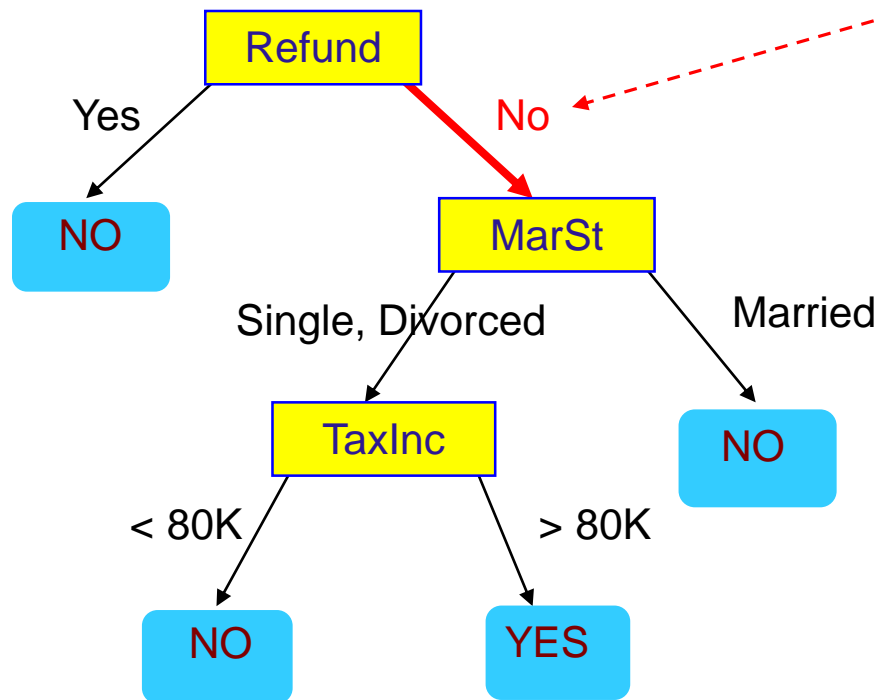 Refund
Yes
No
NO
MarSt
Single, Divorced
Married
TaxInc
NO
< 80K
> 80K
NO
YES